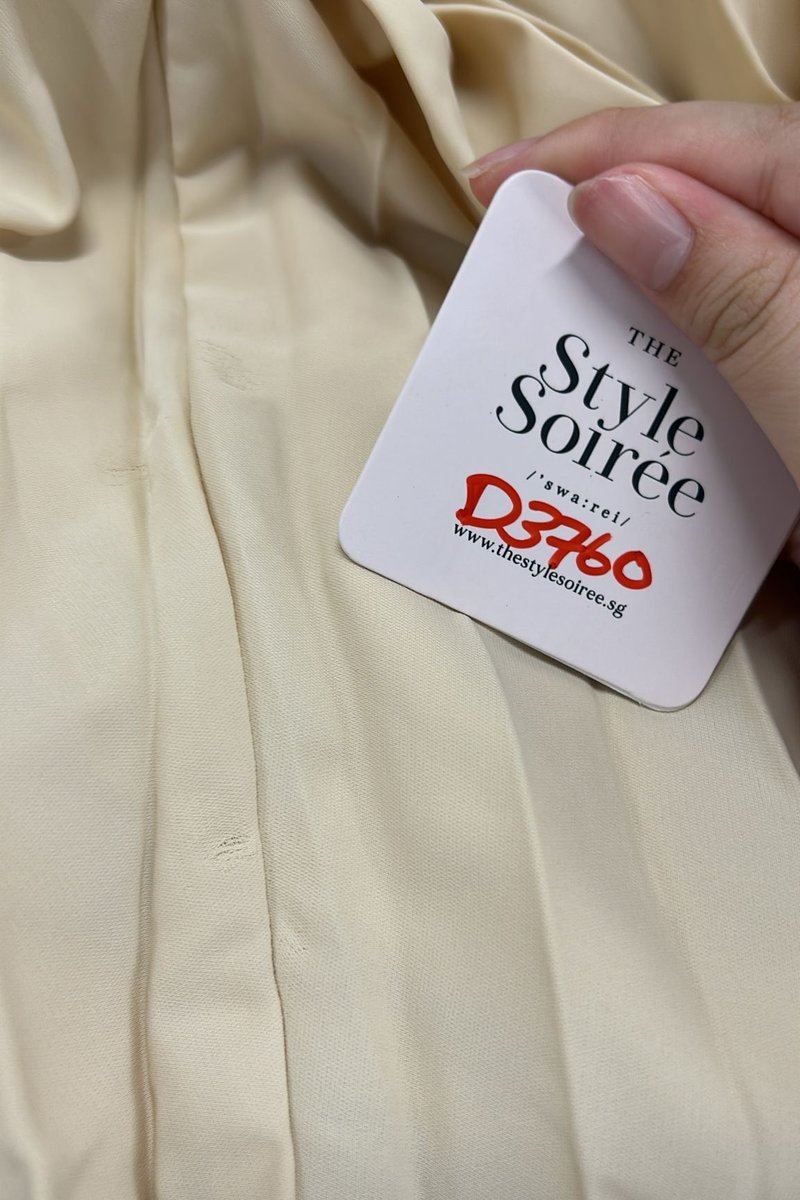 THE
Style
Soirée
/'swa:rei/
D3760
www.thestylesoiree.sg